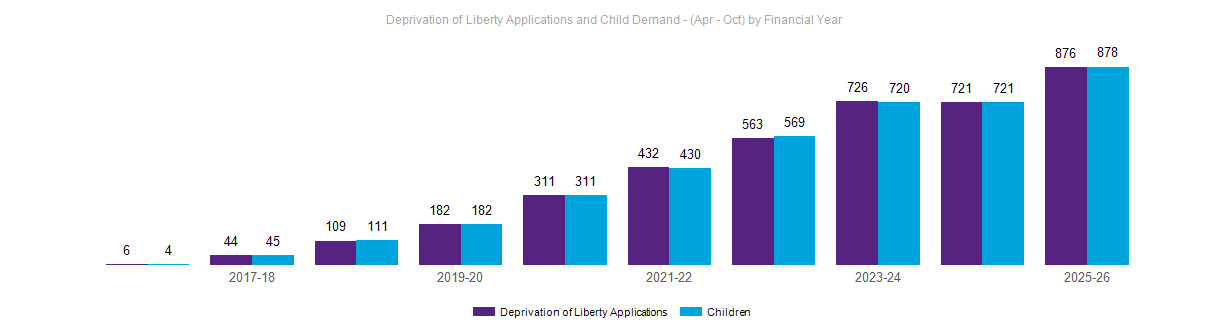 Deprivation of Liberty Applications and Child Demand - (Apr - Oct) by Financial Year
6 4 44 45 109 111 182 182 311 311 432 430 563 569 726 720 721 721 876 878
2017-18 2019-20 2021-22 2023-24 2025-26
Deprivation of Liberty Applications Children